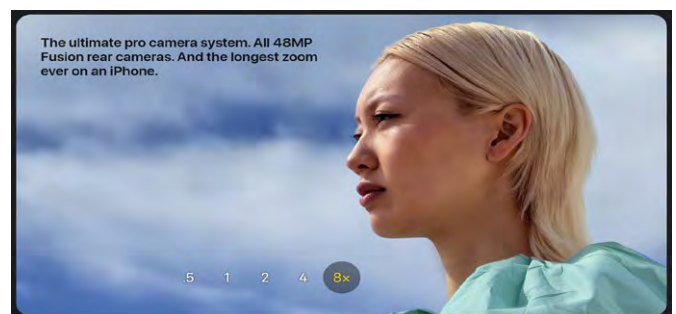 The ultimate pro camera system. All 48MP
Fusion rear cameras. And the longest zoom
ever on an iPhone.
.5 1 2 4 8×